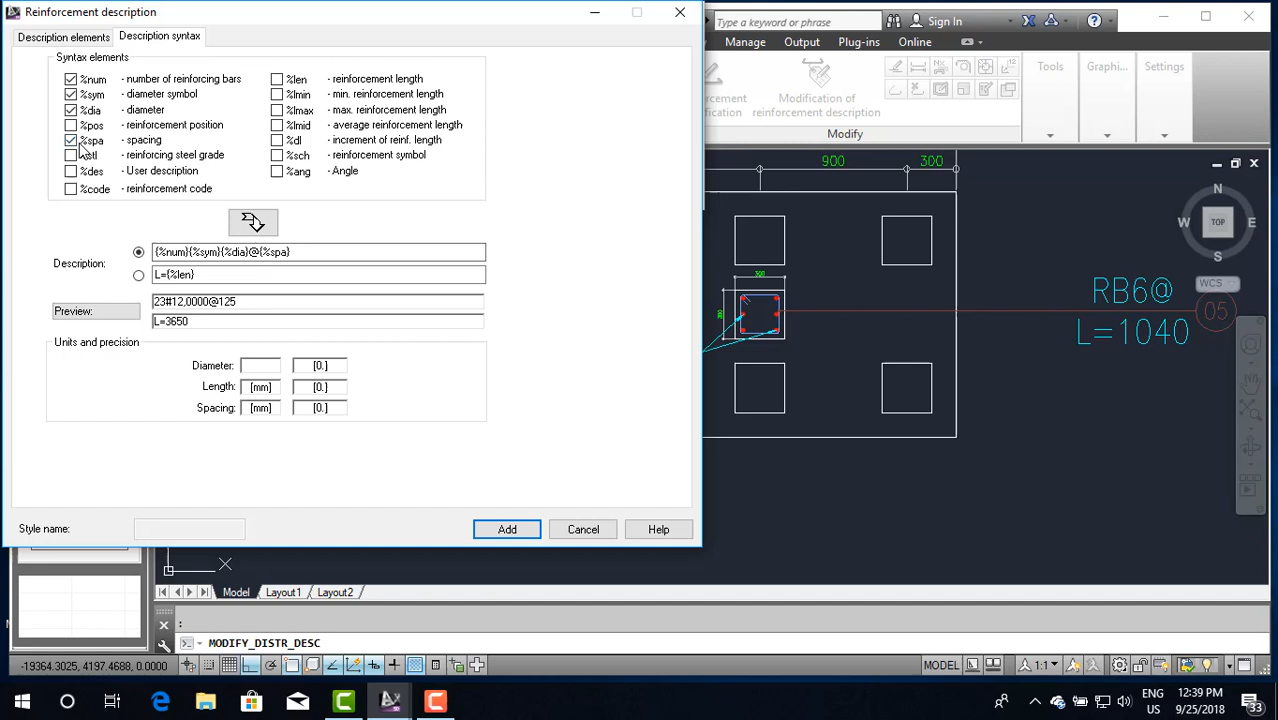 Reinforcement description
Type a keyword or phrase
Sign In
Description elements
Description syntax
Manage
Output
Plug-ins
Online
Syntax elements
%num - number of reinforcing bars
%sym - diameter symbol
%dia - diameter
%pos - reinforcement position
%spa - spacing
- reinforcing steel grade
%des - User description
%code - reinforcement code
%len - reinforcement length
%lmin - min. reinforcement length
%lmax - max. reinforcement length
%lmid - average reinforcement length
%dl - increment of reinf. length
%sch - reinforcement symbol
%ang - Angle
Modification of
description
Tools
Graphi...
Settings
Modify
900
300
N
W
TOP
E
S
WCS
300
RB6@
05
L=1040
Description:
{%num}{%sym}{%dia}@{%spa}
L={%len}
Preview:
23#12,0000@125
L=3650
Units and precision
Diameter:
[0.]
Length:
[mm]
[0.]
Spacing:
[mm]
[0.]
Style name:
Add
Cancel
Help
Model
Layout1
Layout2
:
MODIFY_DISTR_DESC
-19364.3025, 4197.4688, 0.0000
MODEL
1:1
ENG
US
12:39 PM
9/25/2018
33